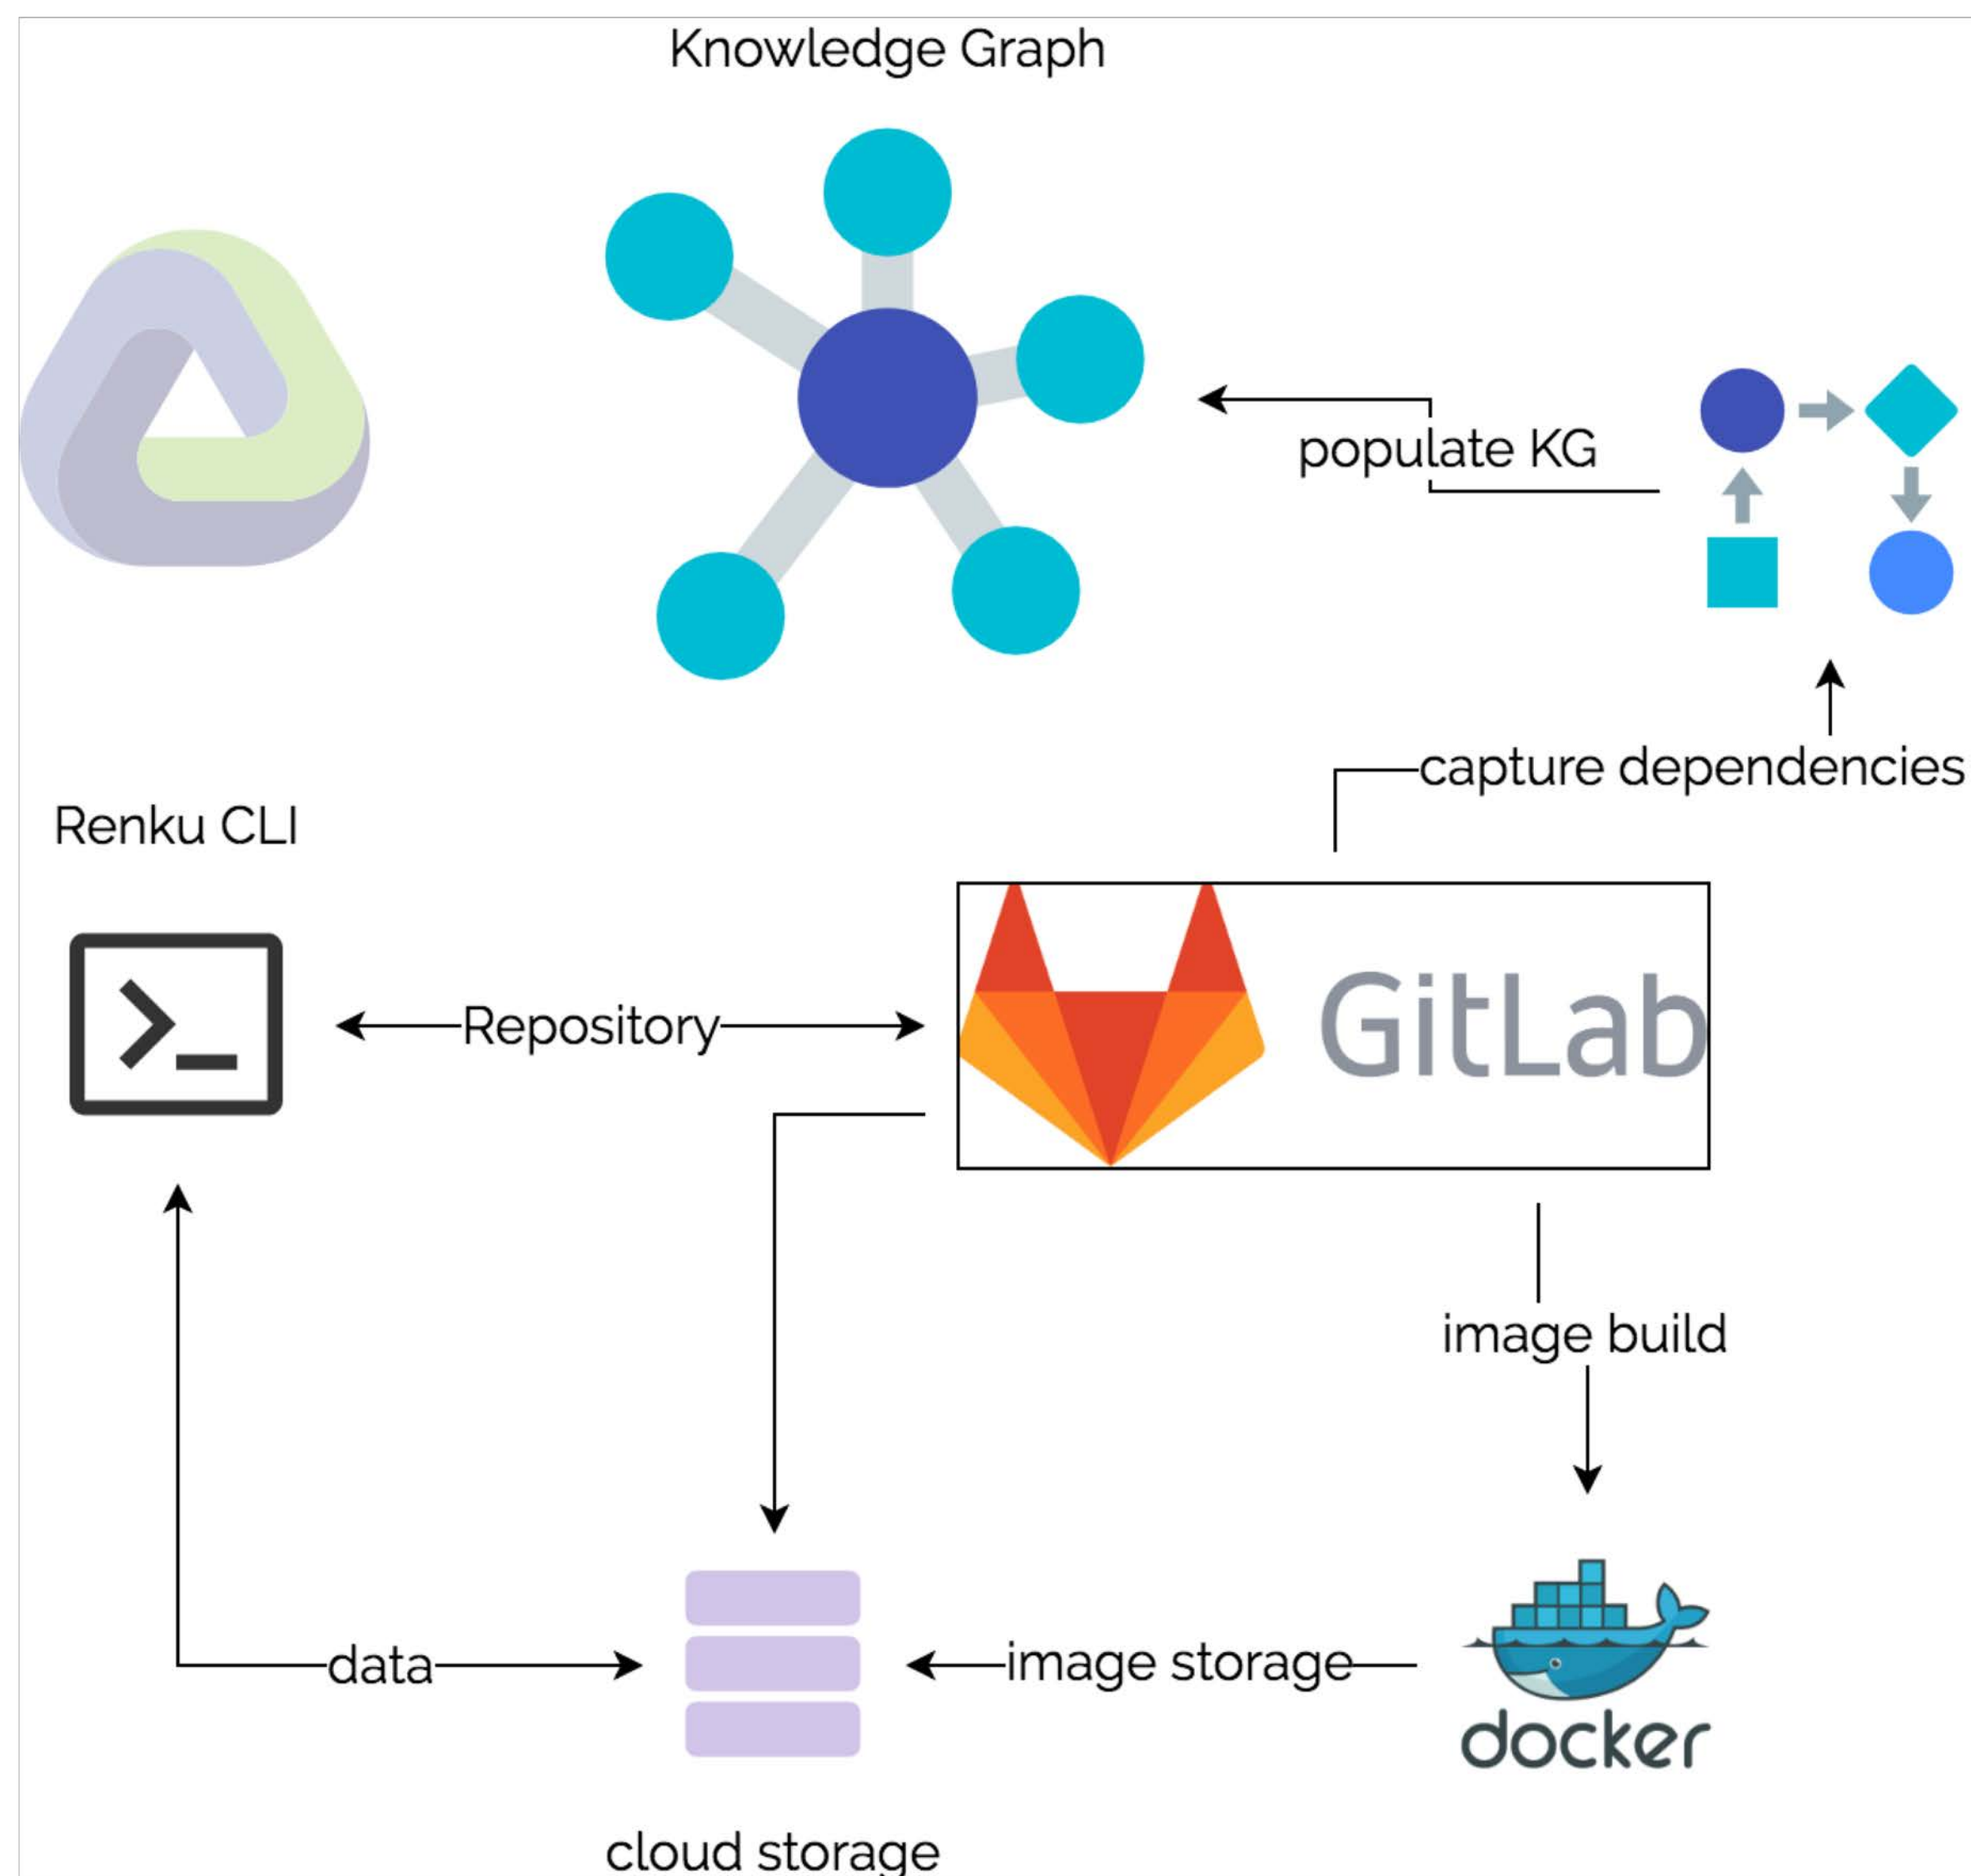 Knowledge Graph
populate KG
capture dependencies
Renku CLI
Repository
GitLab
image build
data
image storage
docker
cloud storage